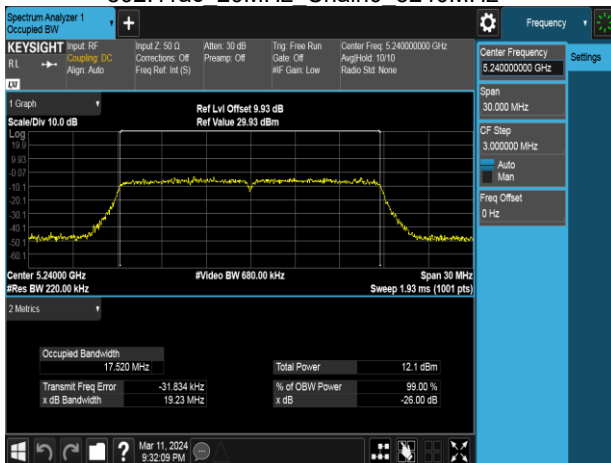 802.11ac 20MHz Chain0 5240MHz
Spectrum Analyzer 1
Occupied BW
Frequency
KEYSIGHT
RL
LXI
Input: RF
Coupling: DC
Align: Auto
Input Z: 50 Ω
Corrections: Off
Freq Ref: Int (S)
Atten: 30 dB
Preamp: Off
Trig: Free Run
Gate: Off
#IF Gain: Low
Center Freq: 5.240000000 GHz
Avg|Hold: 10/10
Radio Std: None
Center Frequency
5.240000000 GHz
Settings
Span
30.000 MHz
CF Step
3.000000 MHz
Auto
Man
Freq Offset
0 Hz
1 Graph
Scale/Div 10.0 dB
Ref Lvl Offset 9.93 dB
Ref Value 29.93 dBm
Log
19.9
9.93
-0.07
-10.1
-20.1
-30.1
-40.1
-50.1
-60.1
Center 5.24000 GHz
#Video BW 680.00 kHz
Span 30 MHz
#Res BW 220.00 kHz
Sweep 1.93 ms (1001 pts)
2 Metrics
Occupied Bandwidth
17.520 MHz
Total Power 12.1 dBm
Transmit Freq Error -31.834 kHz
% of OBW Power 99.00 %
x dB Bandwidth 19.23 MHz
x dB -26.00 dB
?
Mar 11, 2024
9:32:09 PM